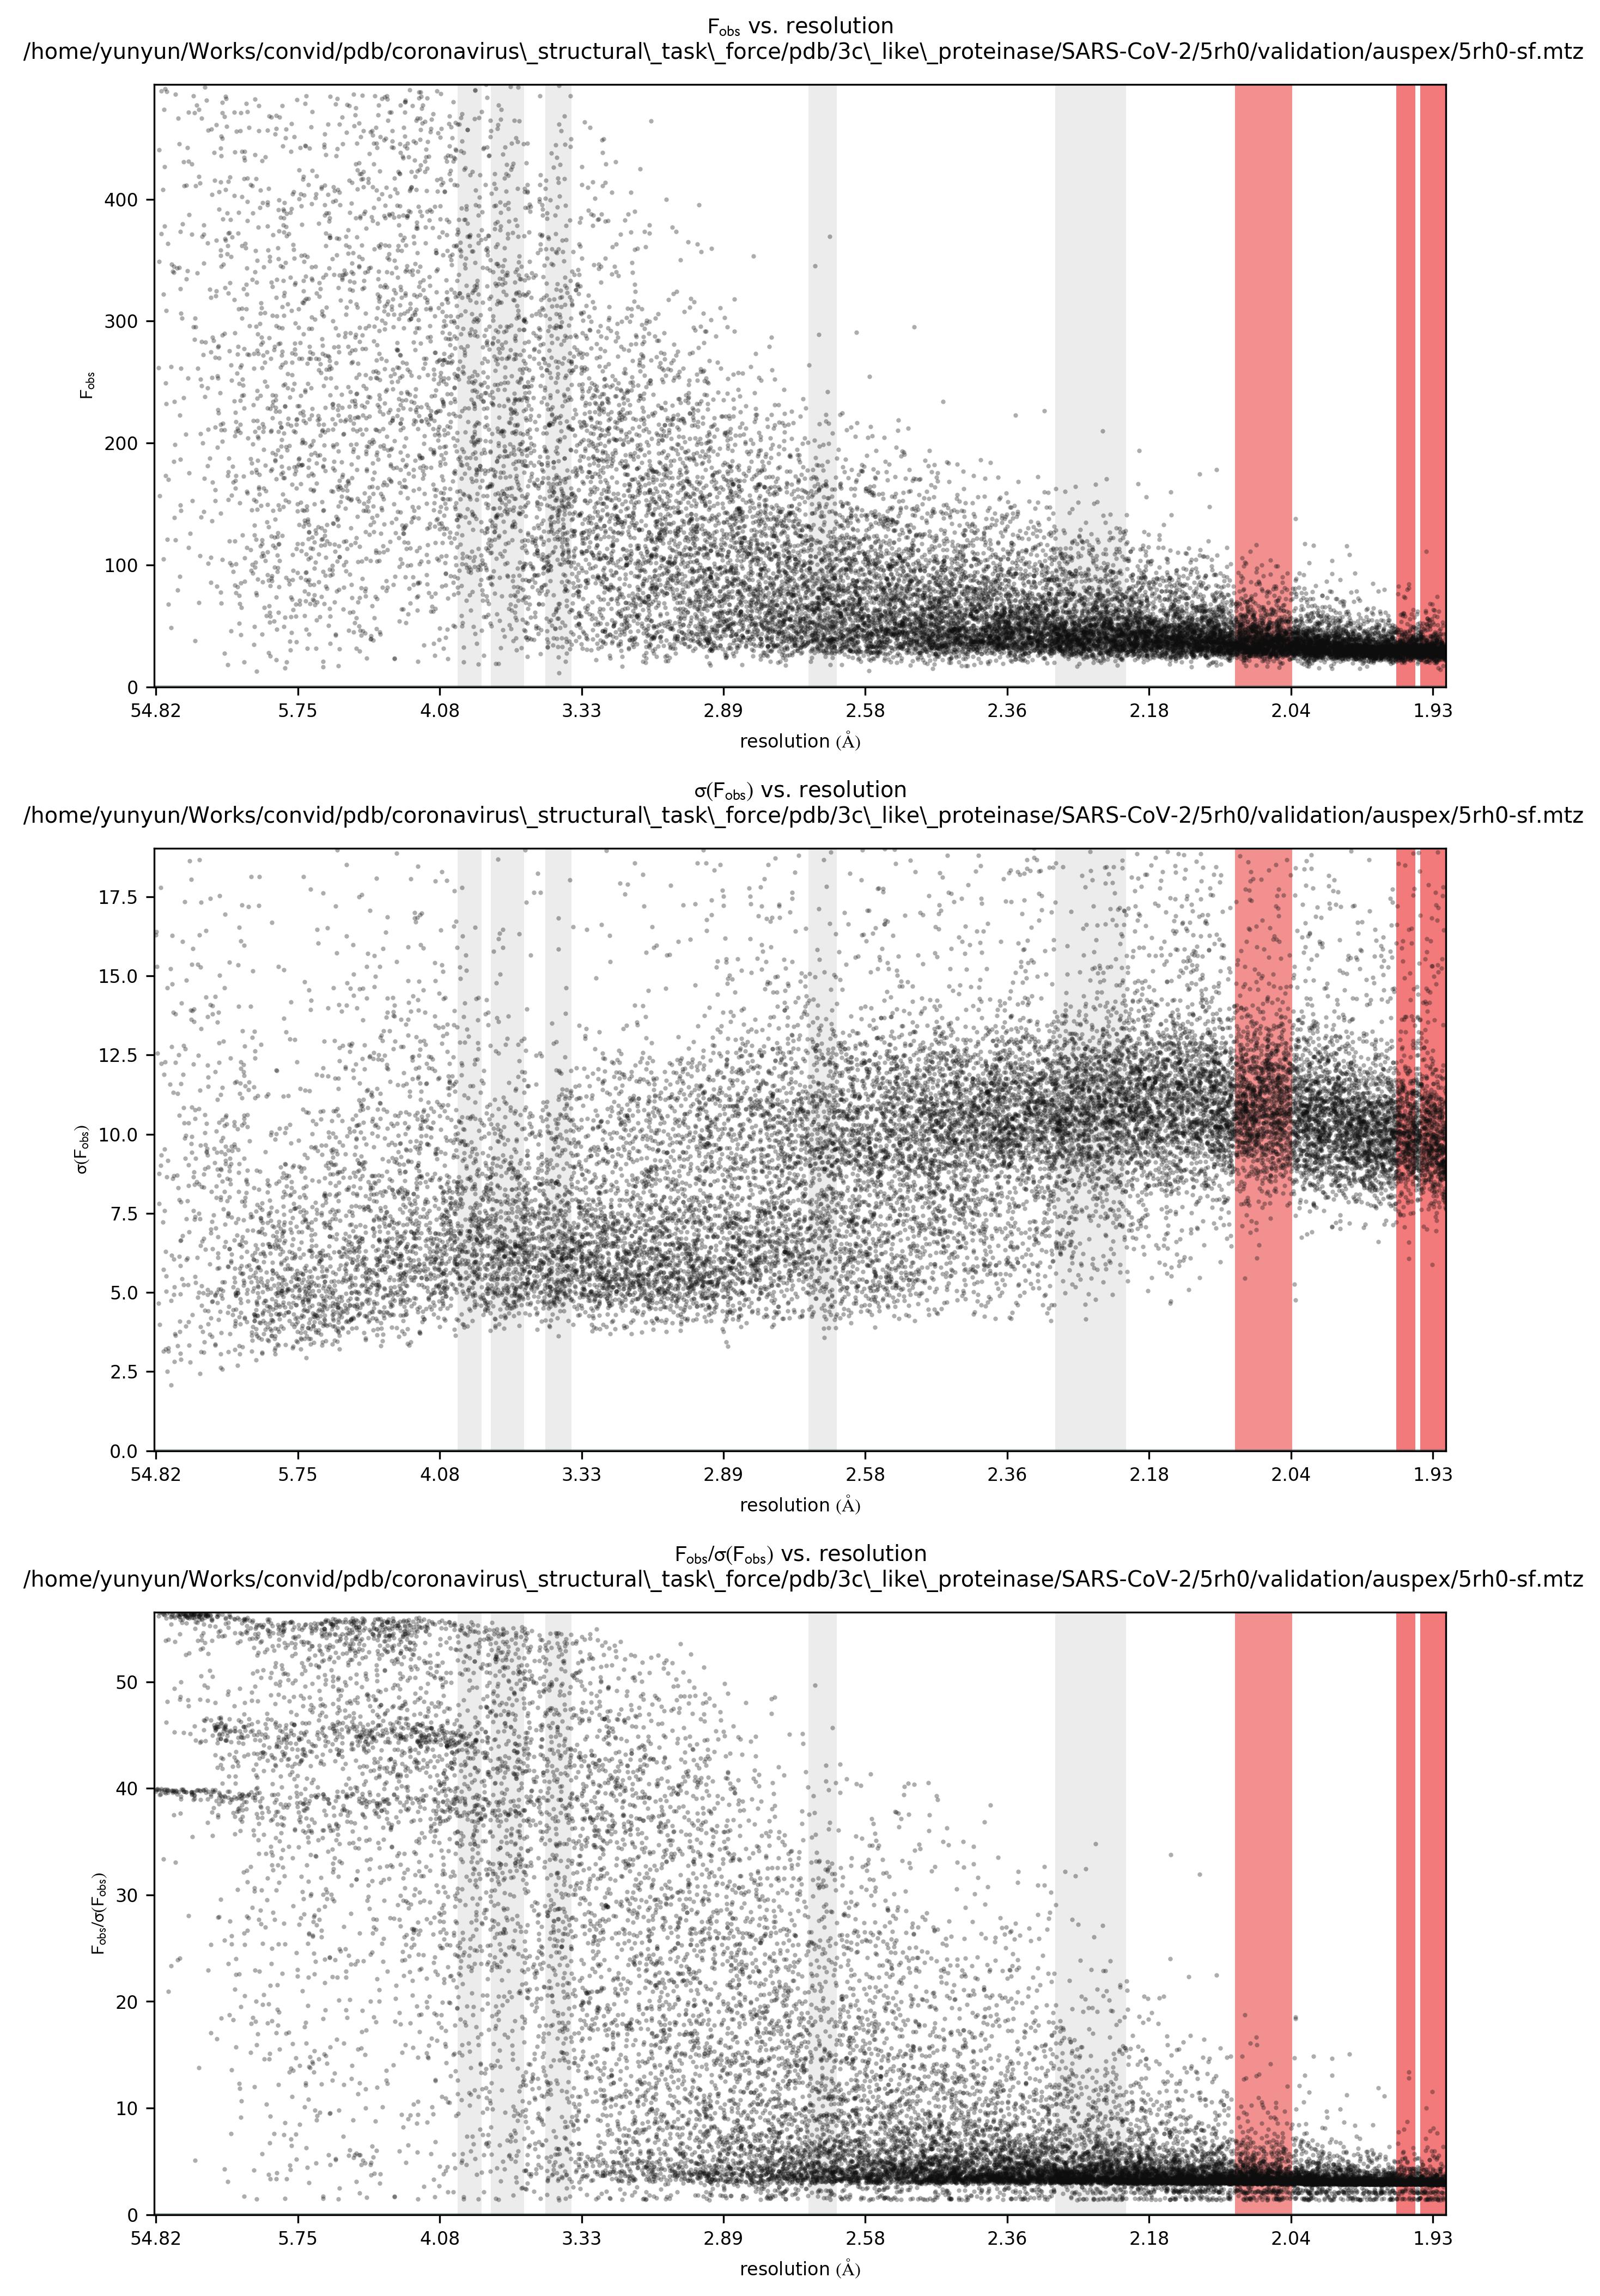 Fobs vs. resolution
/home/yunyun/Works/convid/pdb/coronavirus\_structural\_task\_force/pdb/3c\_like\_proteinase/SARS-CoV-2/5rh0/validation/auspex/5rh0-sf.mtz
400
300
200
100
0
Fobs
54.82 5.75 4.08 3.33 2.89 2.58 2.36 2.18 2.04 1.93
resolution (Å)
σ(Fobs) vs. resolution
/home/yunyun/Works/convid/pdb/coronavirus\_structural\_task\_force/pdb/3c\_like\_proteinase/SARS-CoV-2/5rh0/validation/auspex/5rh0-sf.mtz
17.5
15.0
12.5
10.0
7.5
5.0
2.5
0.0
σ(Fobs)
54.82 5.75 4.08 3.33 2.89 2.58 2.36 2.18 2.04 1.93
resolution (Å)
Fobs/σ(Fobs) vs. resolution
/home/yunyun/Works/convid/pdb/coronavirus\_structural\_task\_force/pdb/3c\_like\_proteinase/SARS-CoV-2/5rh0/validation/auspex/5rh0-sf.mtz
50
40
30
20
10
0
Fobs/σ(Fobs)
54.82 5.75 4.08 3.33 2.89 2.58 2.36 2.18 2.04 1.93
resolution (Å)